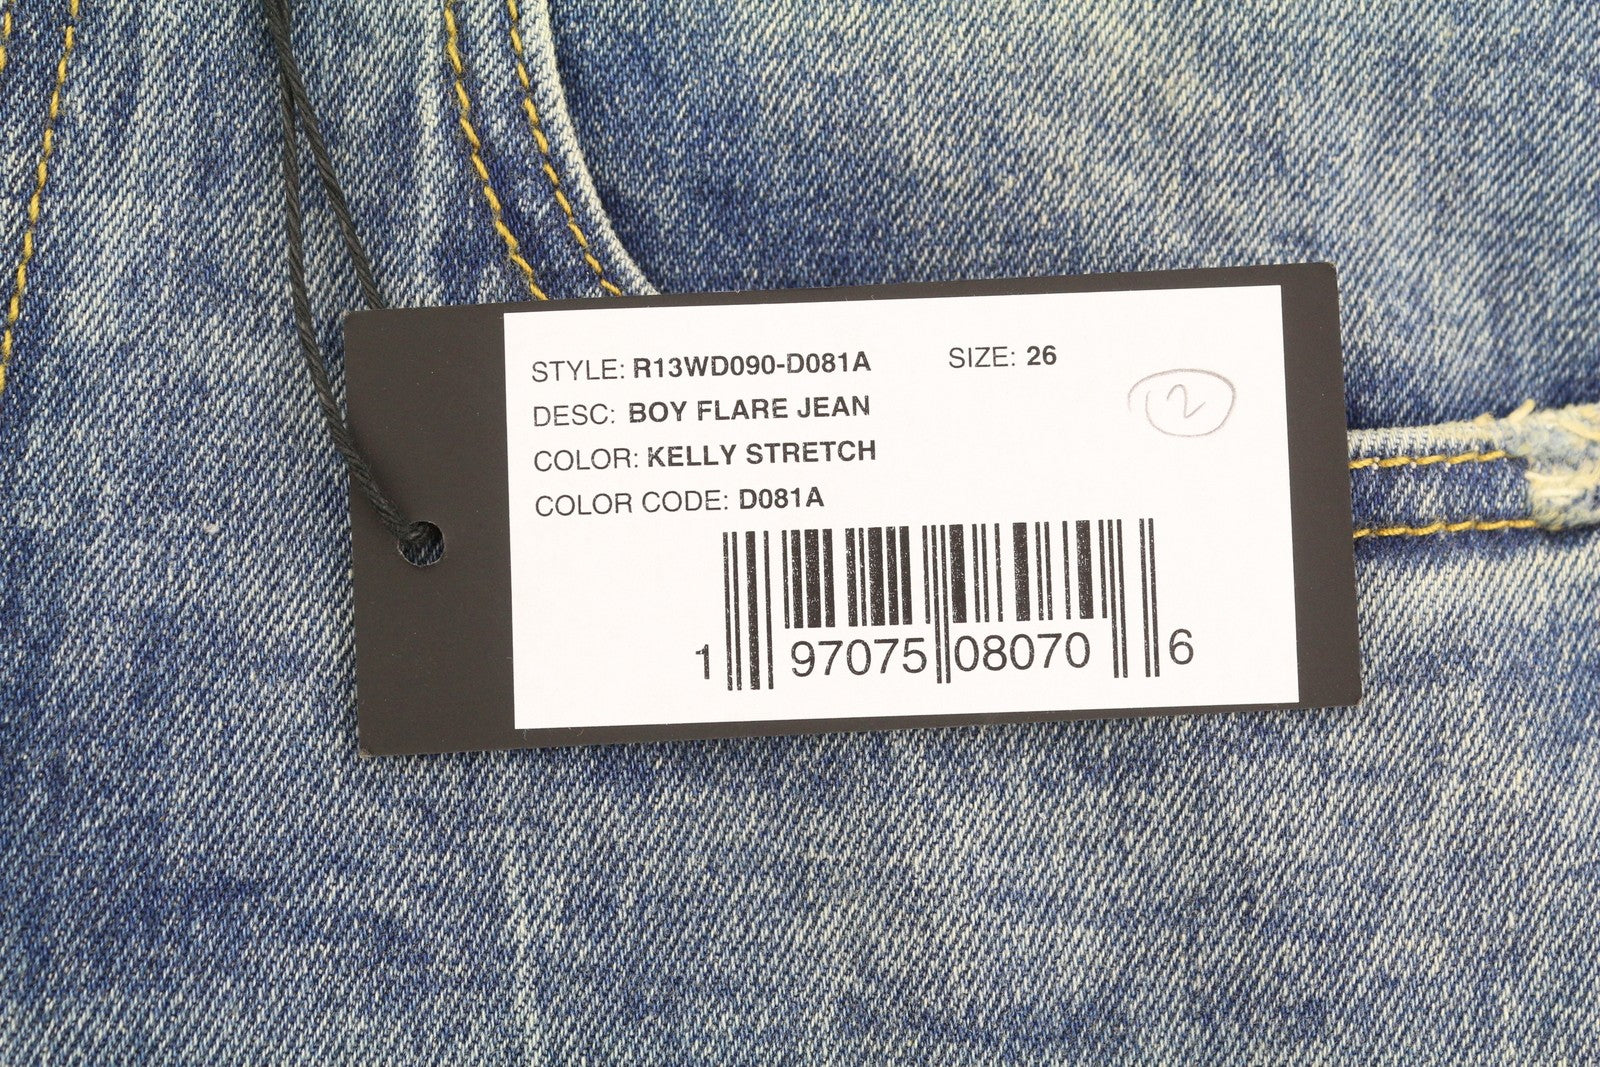 STYLE: R13WD090-D081A SIZE: 26
DESC: BOY FLARE JEAN
2
COLOR: KELLY STRETCH
COLOR CODE: D081A
1 97075 08070 6